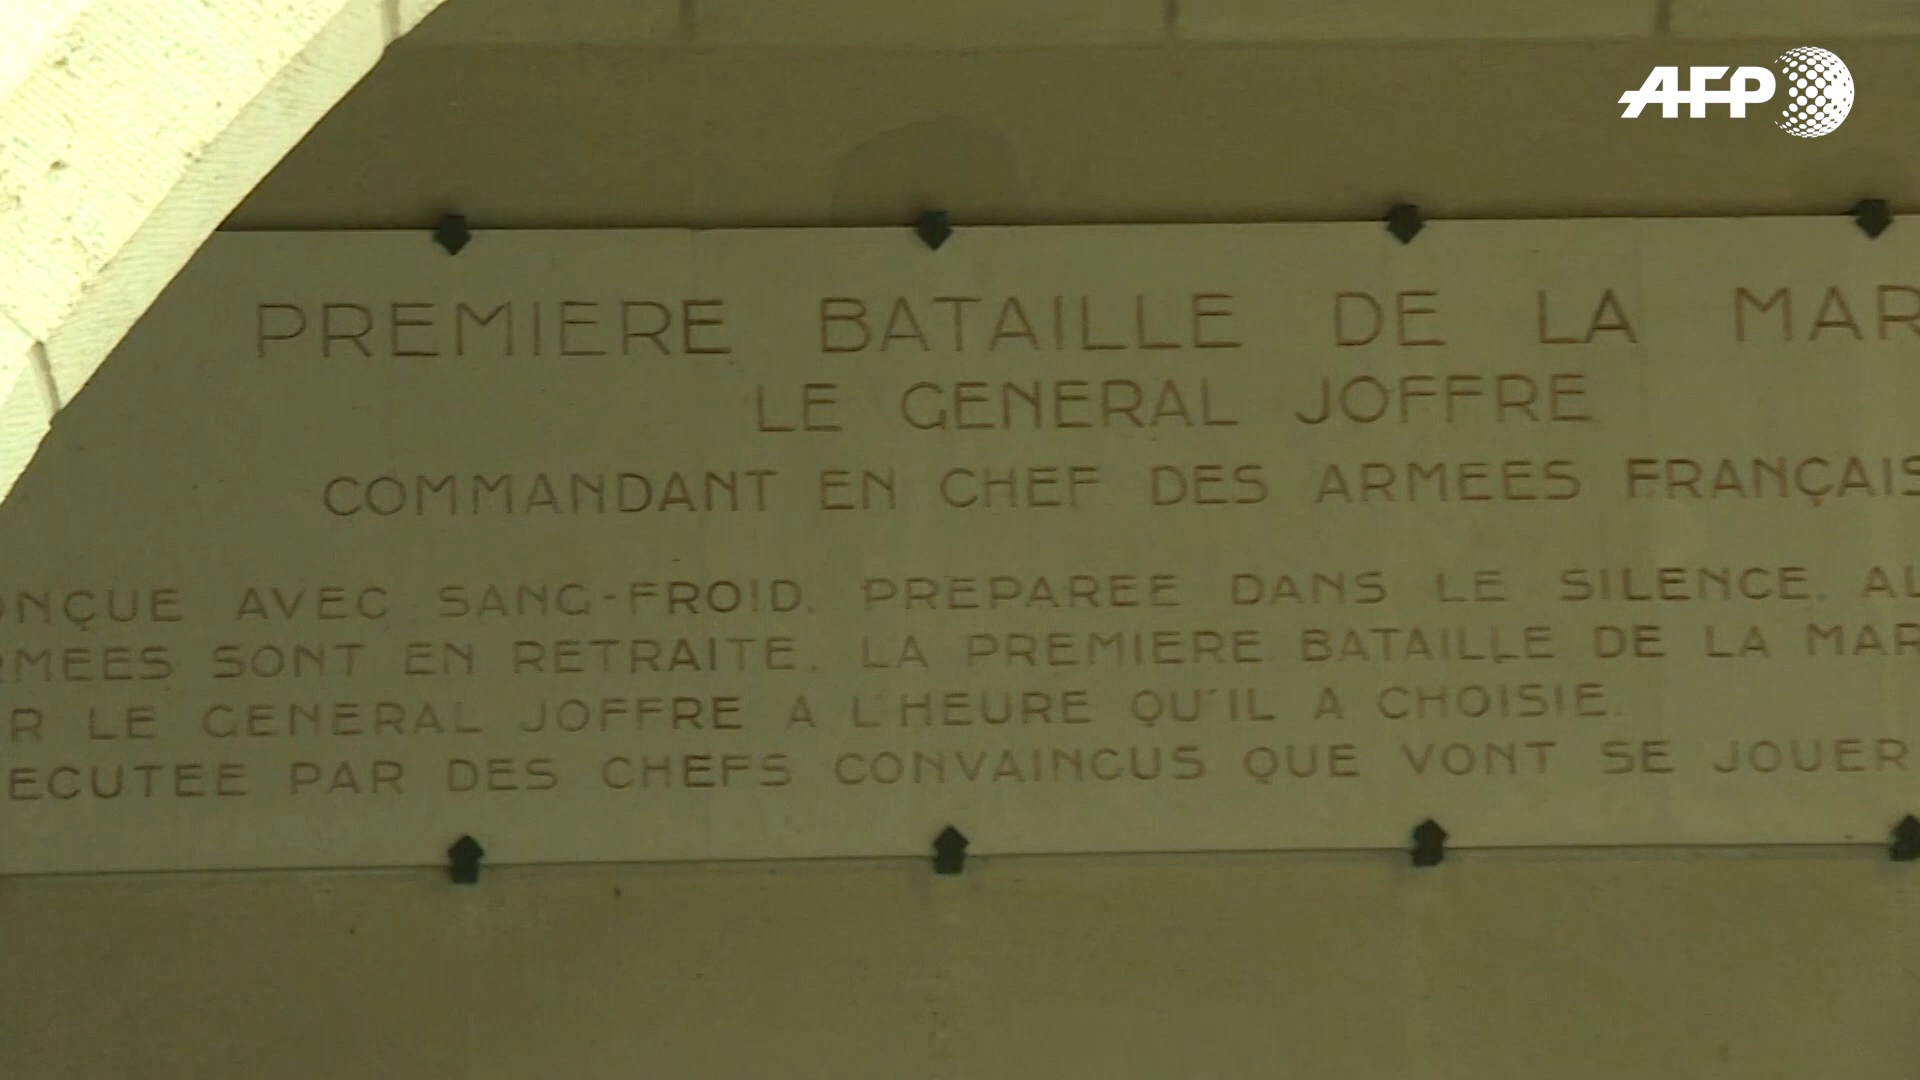 AFP
PREMIERE BATAILLE DE LA MAR
LE GENERAL JOFFRE
COMMANDANT EN CHEF DES ARMEES FRANÇAIS
ONÇUE AVEC SANG-FROID, PREPAREE DANS LE SILENCE, AL
RMEES SONT EN RETRAITE, LA PREMIERE BATAILLE DE LA MAR
R LE GENERAL JOFFRE A L'HEURE QU'IL A CHOISIE.
ECUTEE PAR DES CHEFS CONVAINCUS QUE VONT SE JOUER